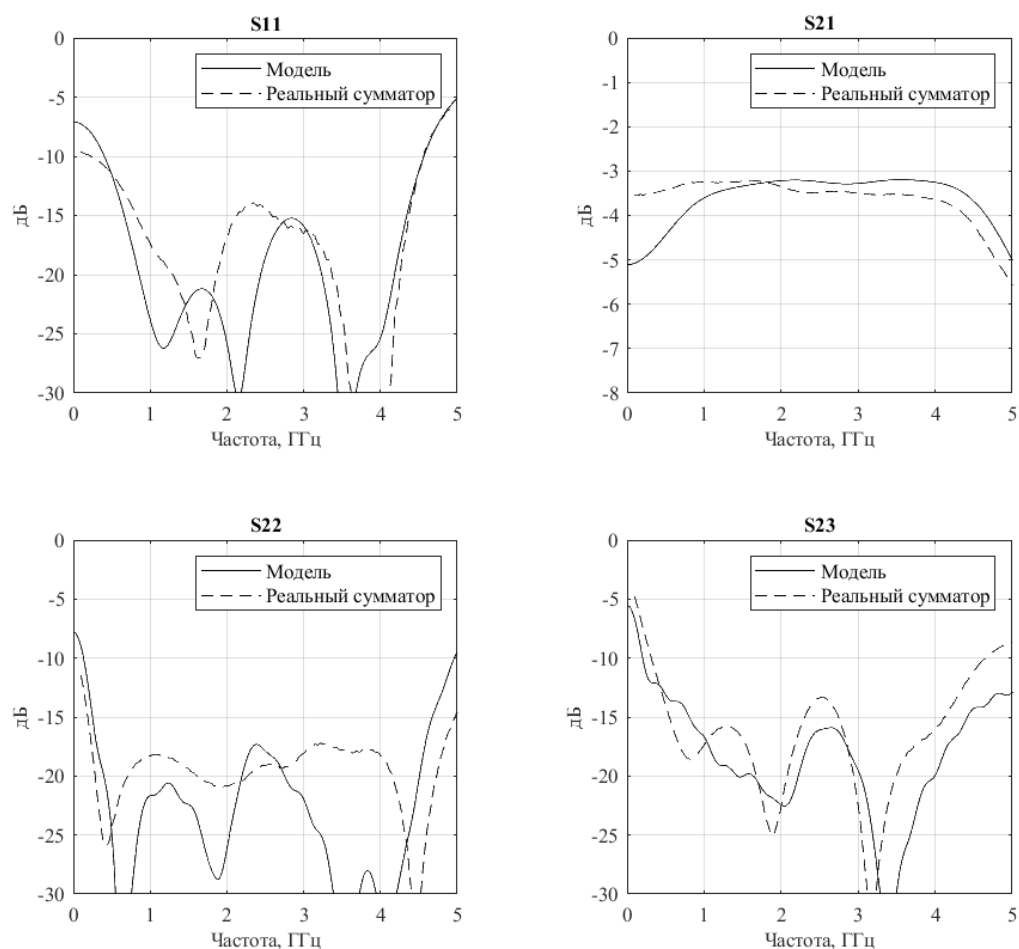 S11
0
-5
-10
-15
-20
-25
-30
дБ
Модель
Реальный сумматор
0 1 2 3 4 5
Частота, ГГц
S21
0
-1
-2
-3
-4
-5
-6
-7
-8
дБ
Модель
Реальный сумматор
0 1 2 3 4 5
Частота, ГГц
S22
0
-5
-10
-15
-20
-25
-30
дБ
Модель
Реальный сумматор
0 1 2 3 4 5
Частота, ГГц
S23
0
-5
-10
-15
-20
-25
-30
дБ
Модель
Реальный сумматор
0 1 2 3 4 5
Частота, ГГц